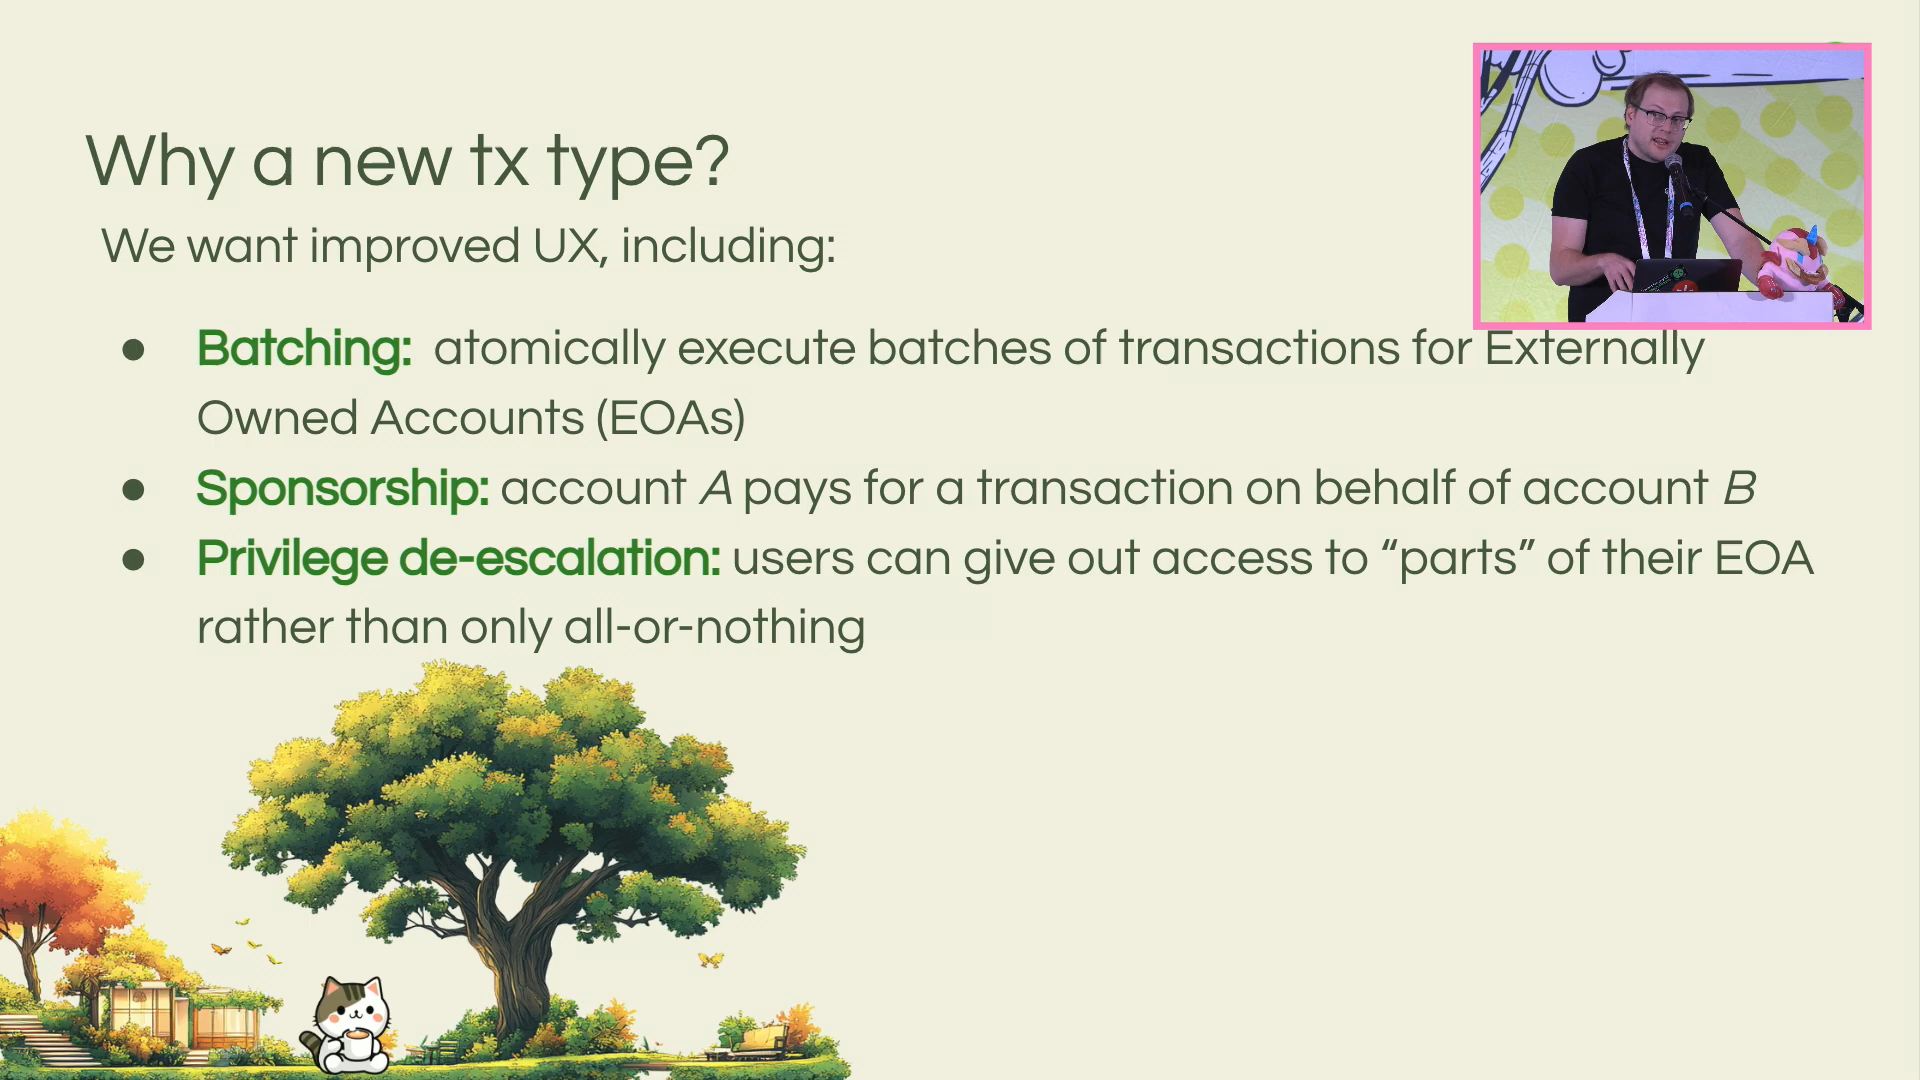 Why a new tx type?
We want improved UX, including:
● Batching: atomically execute batches of transactions for Externally
Owned Accounts (EOAs)
● Sponsorship: account A pays for a transaction on behalf of account B
● Privilege de-escalation: users can give out access to “parts” of their EOA
rather than only all-or-nothing